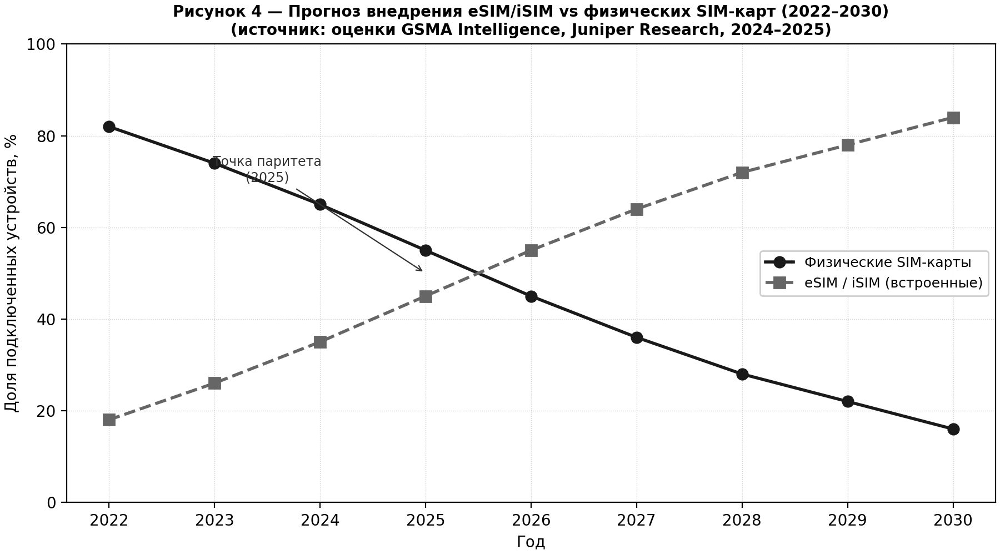 Рисунок 4 — Прогноз внедрения eSIM/iSIM vs физических SIM-карт (2022–2030)
(источник: оценки GSMA Intelligence, Juniper Research, 2024–2025)
Доля подключенных устройств, %
100
80
60
40
20
0
Точка паритета
(2025)
Физические SIM-карты
eSIM / iSIM (встроенные)
2022 2023 2024 2025 2026 2027 2028 2029 2030
Год